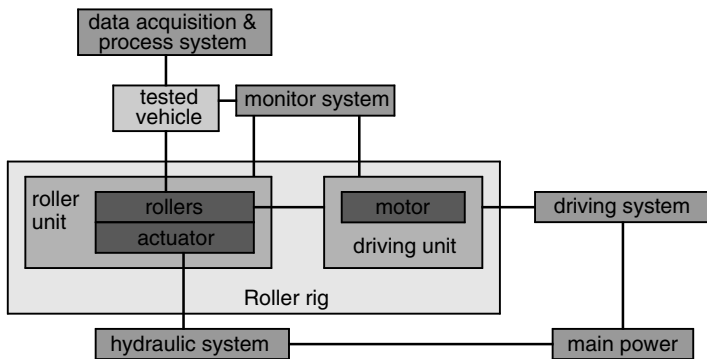 data acquisition &
process system
tested
vehicle
monitor system
roller
unit
rollers
actuator
motor
driving unit
driving system
Roller rig
hydraulic system
main power